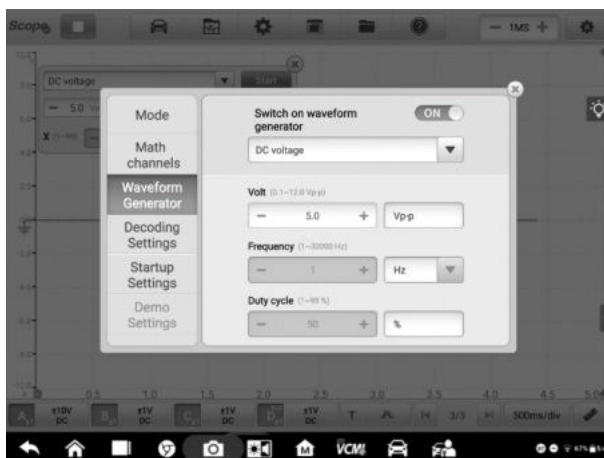 Scope
1MS
DC voltage
Start
5.0
X
Mode
Math
channels
Waveform
Generator
Decoding
Settings
Startup
Settings
Demo
Settings
Switch on waveform
generator
ON
DC voltage
Volt (0.1~12.0 Vp-p)
− 5.0 + Vp-p
Frequency (1~30000 Hz)
− 1 + Hz
Duty cycle (1~99 %)
− 50 + %
0.5 1.0 1.5 2.0 2.5 3.0 3.5 4.0 4.5
A ±10V DC B ±1V DC C ±1V DC D ±1V DC T 3/3 500ms/div
VCMI
67%